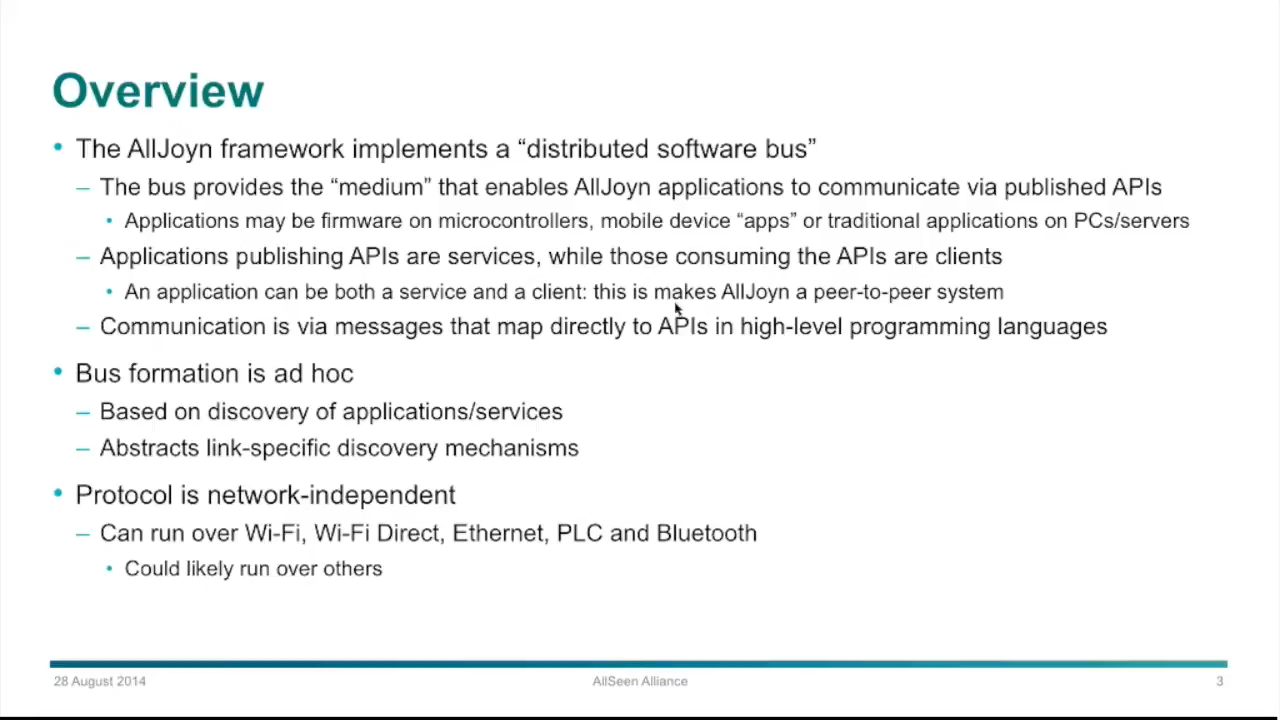 Overview
• The AllJoyn framework implements a “distributed software bus”
– The bus provides the “medium” that enables AllJoyn applications to communicate via published APIs
• Applications may be firmware on microcontrollers, mobile device “apps” or traditional applications on PCs/servers
– Applications publishing APIs are services, while those consuming the APIs are clients
• An application can be both a service and a client: this is makes AllJoyn a peer-to-peer system
– Communication is via messages that map directly to APIs in high-level programming languages
• Bus formation is ad hoc
– Based on discovery of applications/services
– Abstracts link-specific discovery mechanisms
• Protocol is network-independent
– Can run over Wi-Fi, Wi-Fi Direct, Ethernet, PLC and Bluetooth
• Could likely run over others
28 August 2014 AllSeen Alliance 3